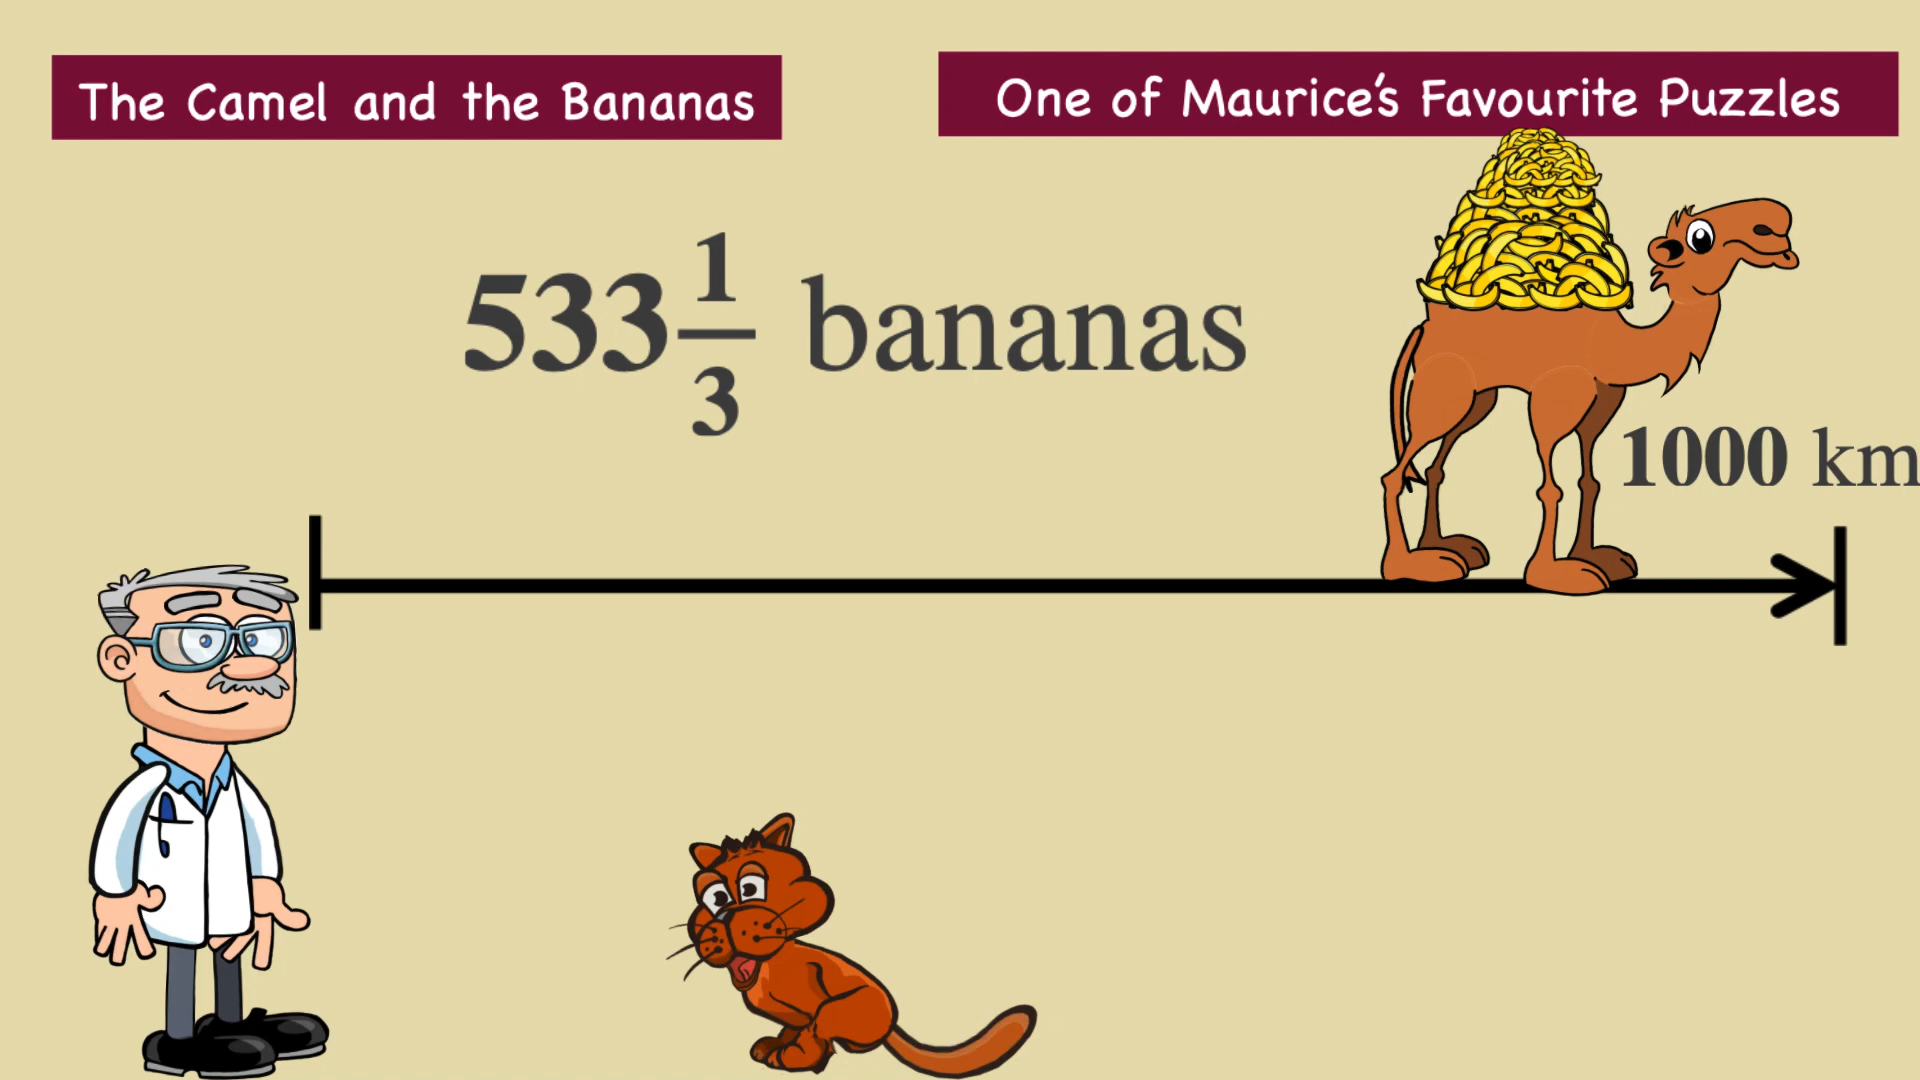 The Camel and the Bananas
One of Maurice's Favourite Puzzles
533 1/3 bananas
1000 km